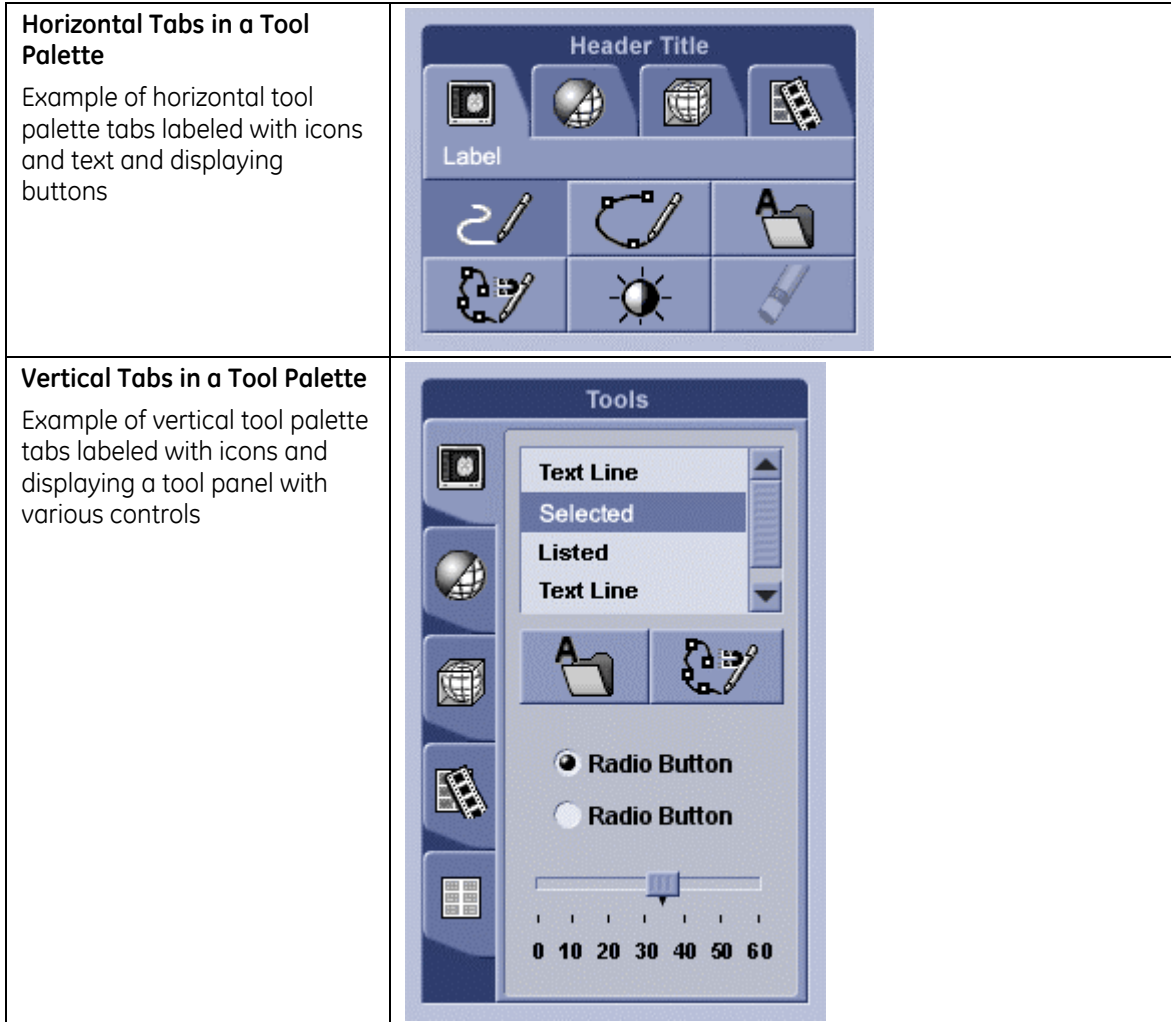 Horizontal Tabs in a Tool
Palette
Example of horizontal tool
palette tabs labeled with icons
and text and displaying
buttons
Header Title
Label
A
Vertical Tabs in a Tool Palette
Example of vertical tool palette
tabs labeled with icons and
displaying a tool panel with
various controls
Tools
Text Line
Selected
Listed
Text Line
A
Radio Button
Radio Button
0 10 20 30 40 50 60